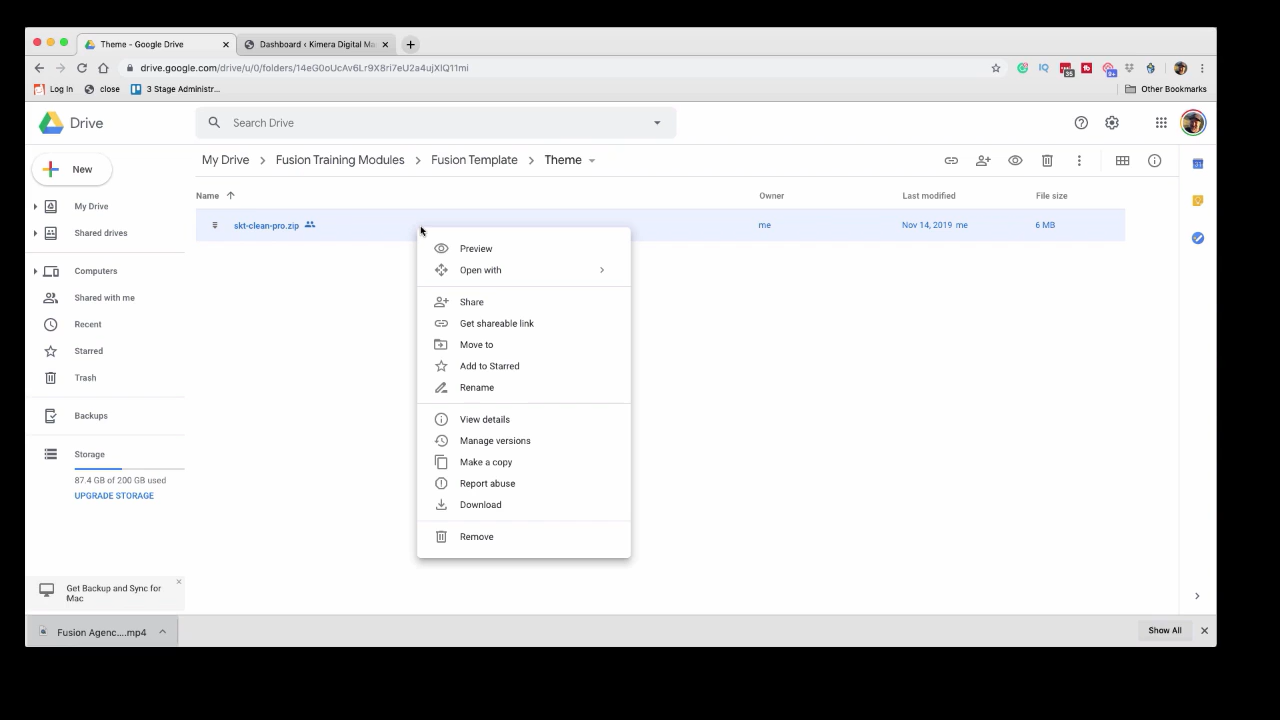 Theme - Google Drive
Dashboard ‹ Kimera Digital Ma
drive.google.com/drive/u/0/folders/14eG0oUcAv6Lr9X8ri7eU2a4ujXIQ11mi
Log In
close
3 Stage Administr...
Other Bookmarks
Drive
Search Drive
New
My Drive
Fusion Training Modules
Fusion Template
Theme
Name
Owner
Last modified
File size
skt-clean-pro.zip
me
Nov 14, 2019 me
6 MB
My Drive
Shared drives
Computers
Shared with me
Recent
Starred
Trash
Backups
Storage
87.4 GB of 200 GB used
UPGRADE STORAGE
Get Backup and Sync for
Mac
Preview
Open with
Share
Get shareable link
Move to
Add to Starred
Rename
View details
Manage versions
Make a copy
Report abuse
Download
Remove
Fusion Agenc....mp4
Show All